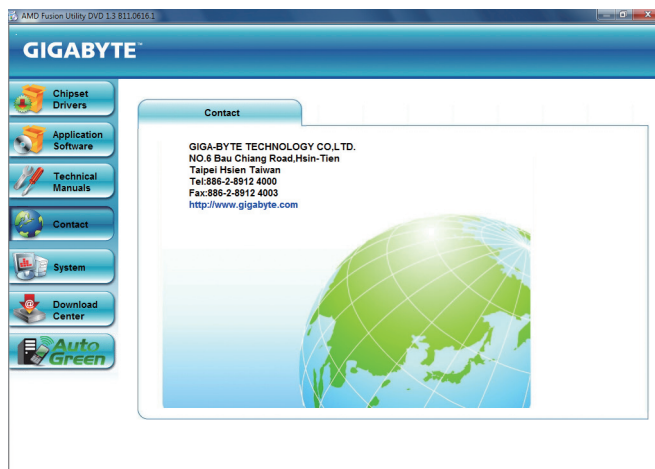 AMD Fusion Utility DVD 1.3 B11.0616.1
GIGABYTE™
Chipset
Drivers
Application
Software
Technical
Manuals
Contact
System
Download
Center
Auto
Green
Contact
GIGA-BYTE TECHNOLOGY CO,LTD.
NO.6 Bau Chiang Road,Hsin-Tien
Taipei Hsien Taiwan
Tel:886-2-8912 4000
Fax:886-2-8912 4003
http://www.gigabyte.com